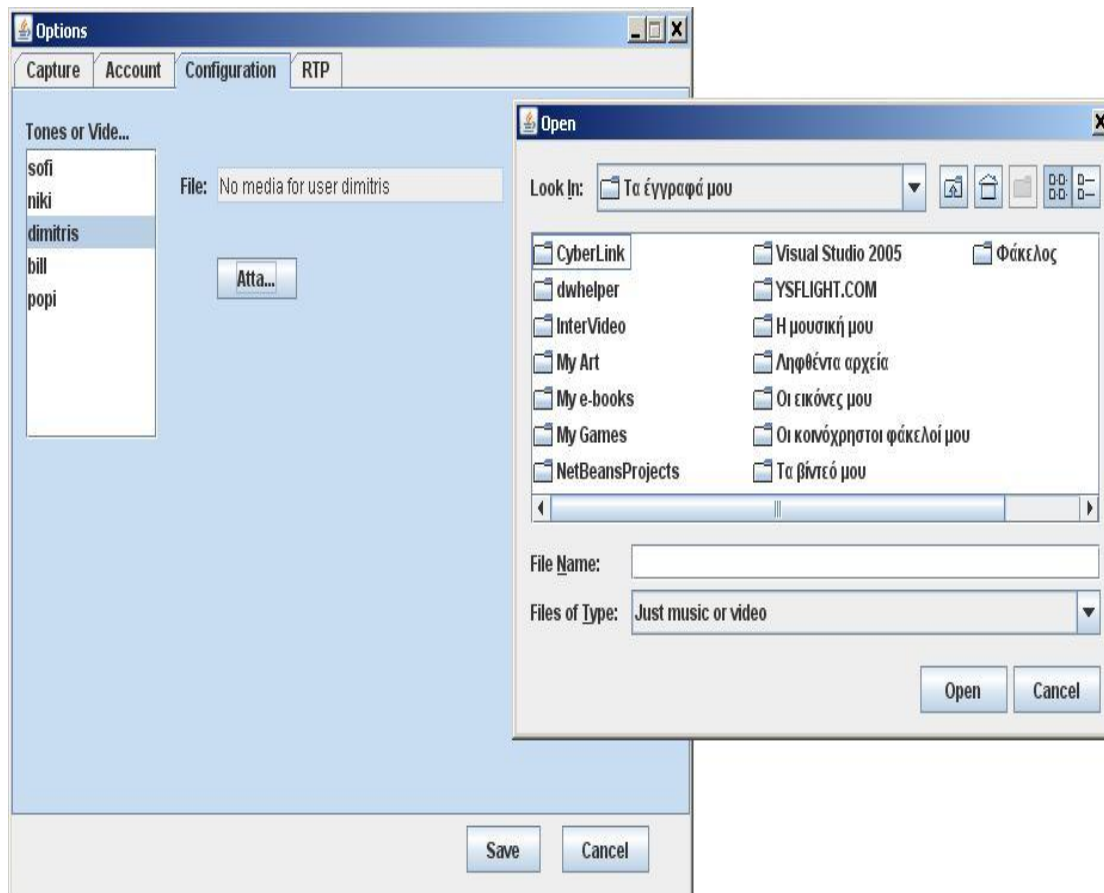 Options
Capture Account Configuration RTP
Tones or Vide...
sofi
niki
dimitris
bill
popi
File: No media for user dimitris
Atta...
Save Cancel
Open
Look In: Τα έγγραφά μου
CyberLink
dwhelper
InterVideo
My Art
My e-books
My Games
NetBeansProjects
Visual Studio 2005
YSFLIGHT.COM
Η μουσική μου
Ληφθέντα αρχεία
Οι εικόνες μου
Οι κοινόχρηστοι φάκελοί μου
Τα βίντεό μου
Φάκελος
File Name:
Files of Type: Just music or video
Open Cancel